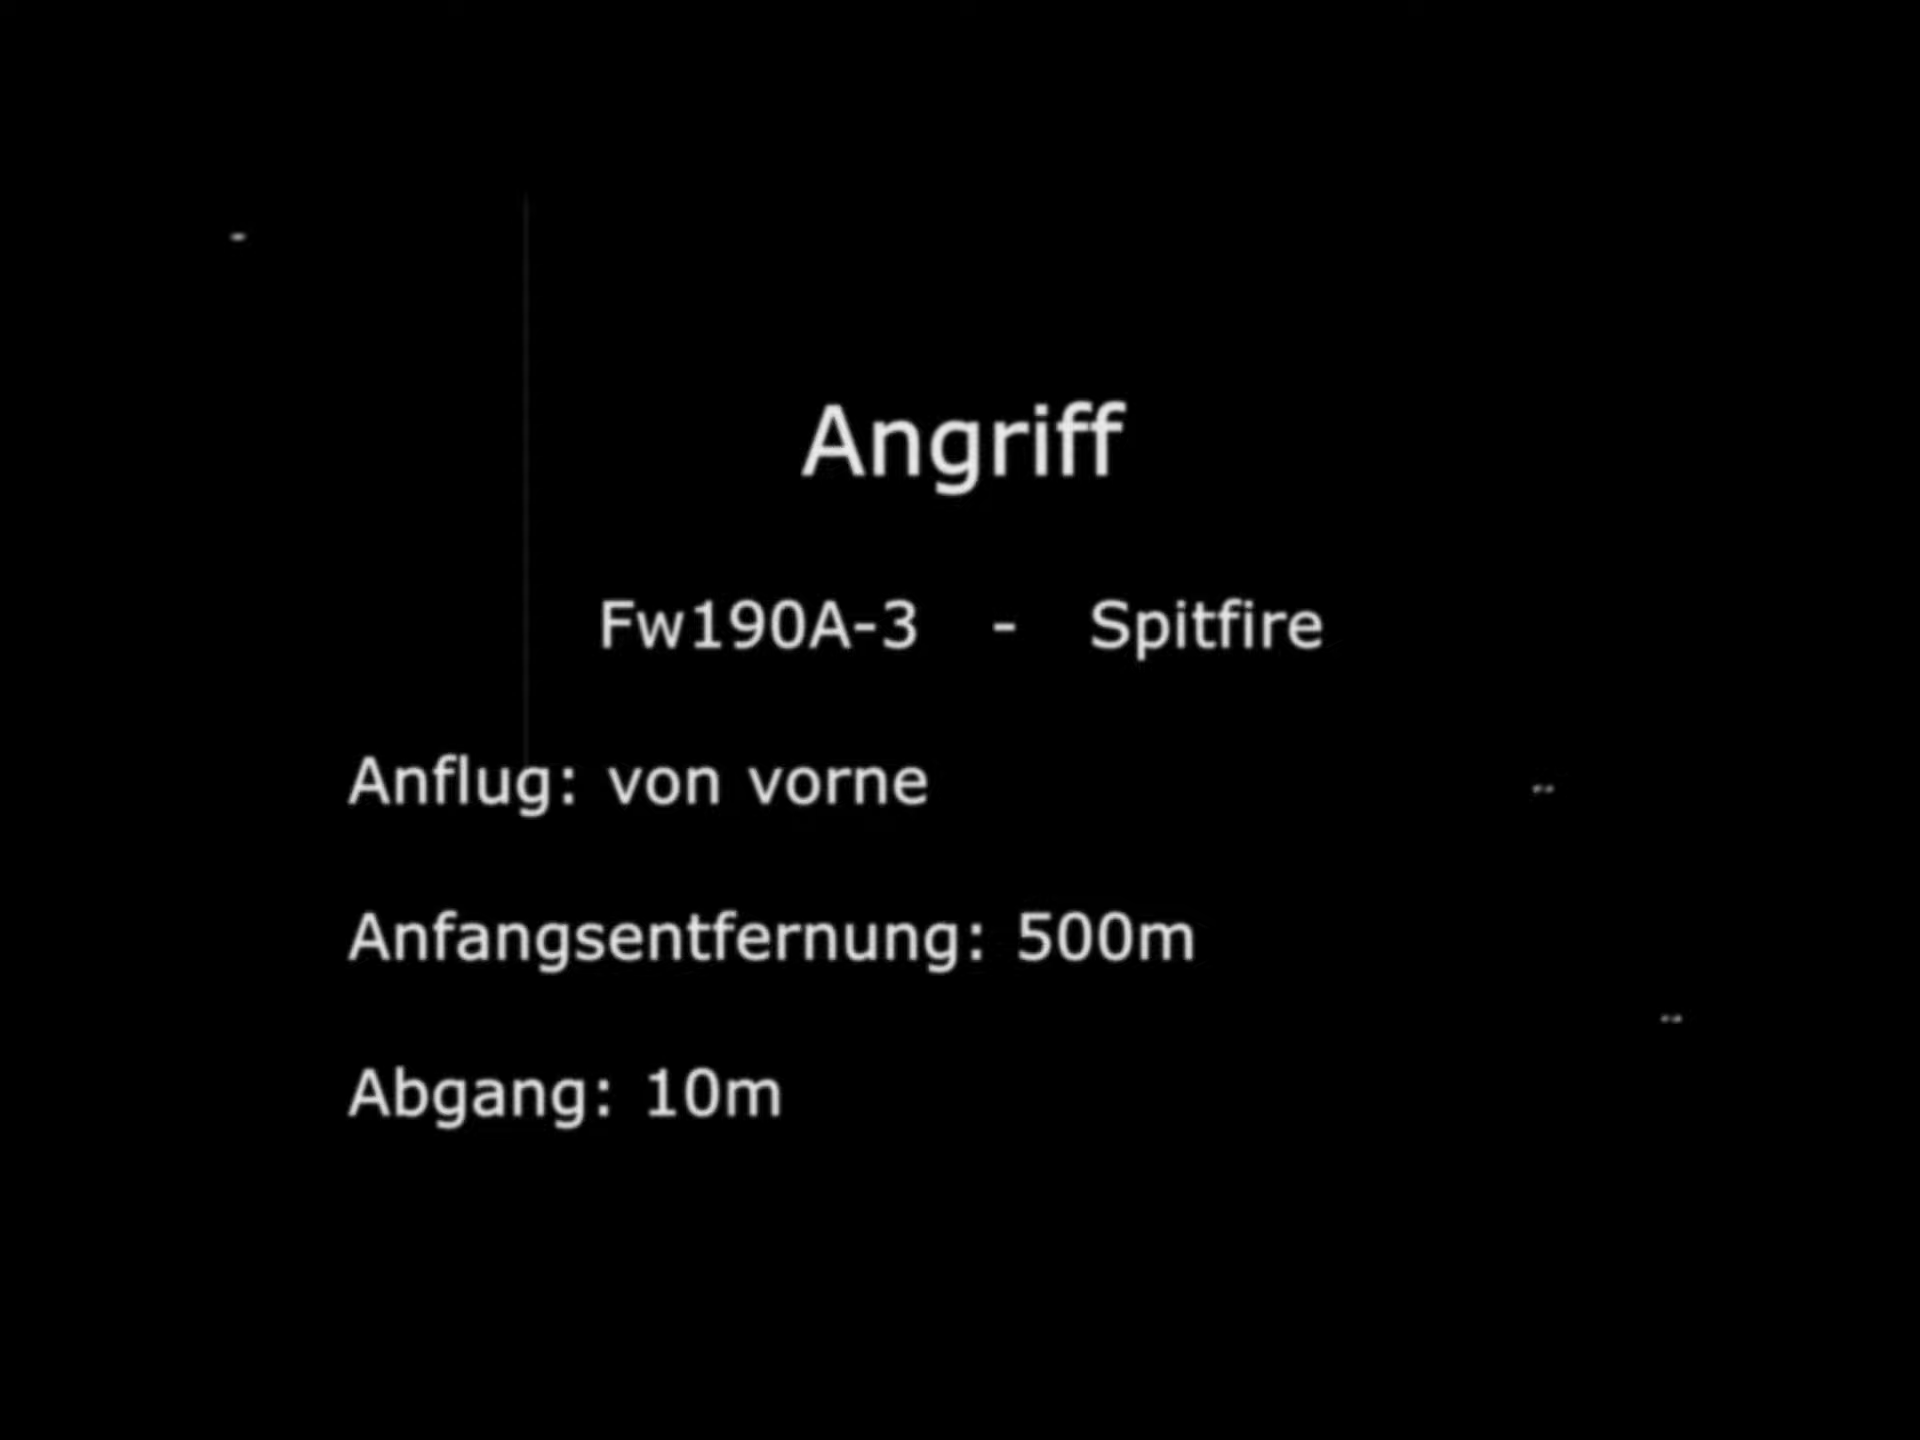 Angriff
Fw190A-3 - Spitfire
Anflug: von vorne
Anfangsentfernung: 500m
Abgang: 10m